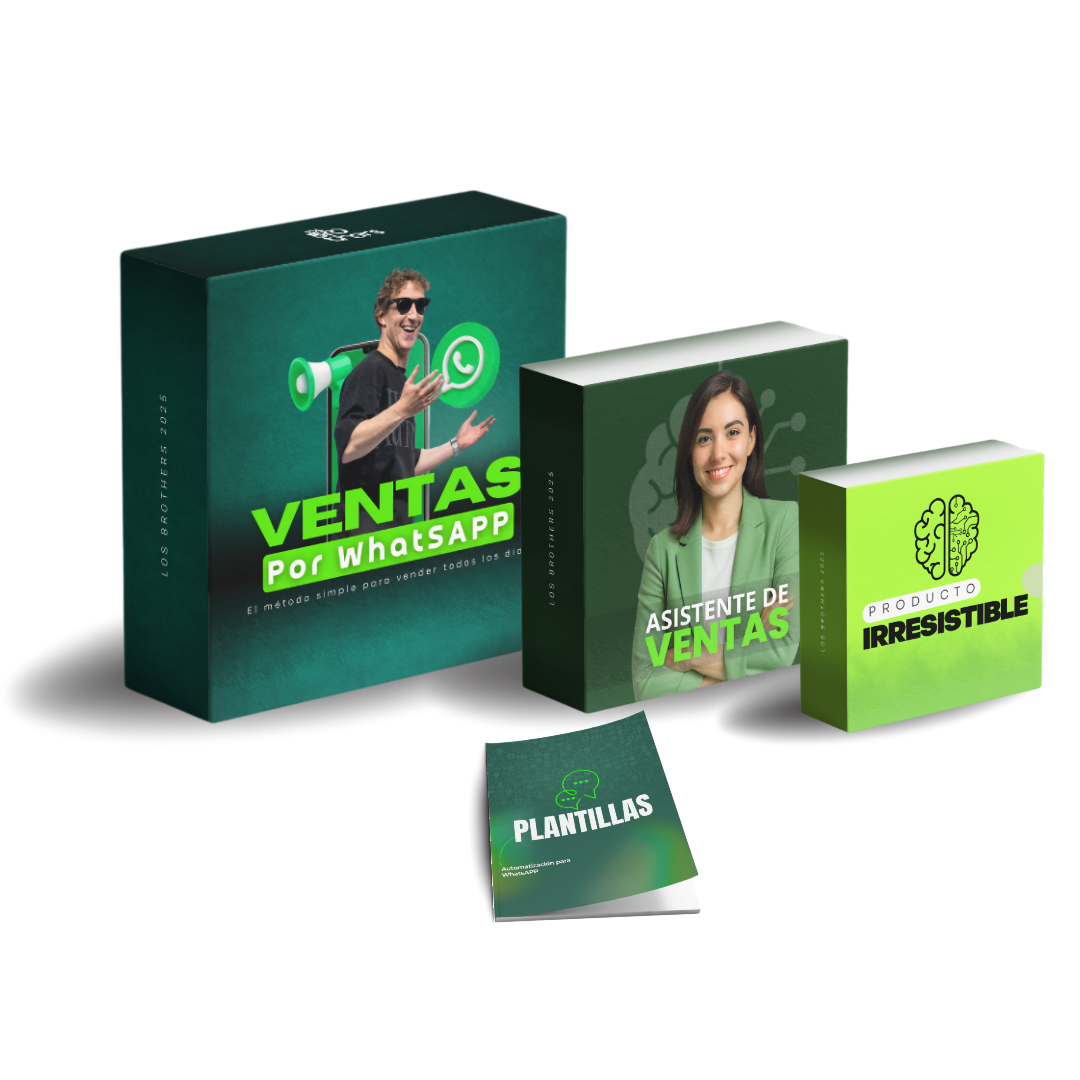 LOS BROTHERS 2025
VENTAS
Por WhatsAPP
El método simple para vender todos los día
LOS BROTHERS 2025
ASISTENTE DE
VENTAS
LOS BROTHERS 2025
PRODUCTO
IRRESISTIBLE
PLANTILLAS
Automatización para
WhatsAPP